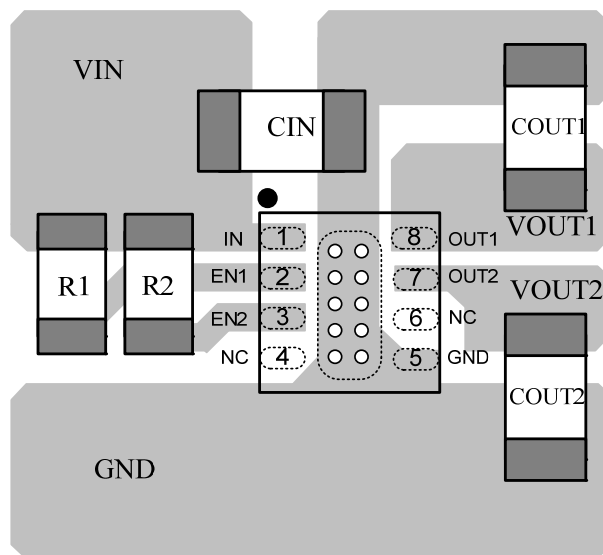 VIN
CIN
COUT1
IN 1 8 OUT1
VOUT1
EN1 2 7 OUT2
R1 R2
VOUT2
EN2 3 6 NC
NC 4 5 GND
COUT2
GND